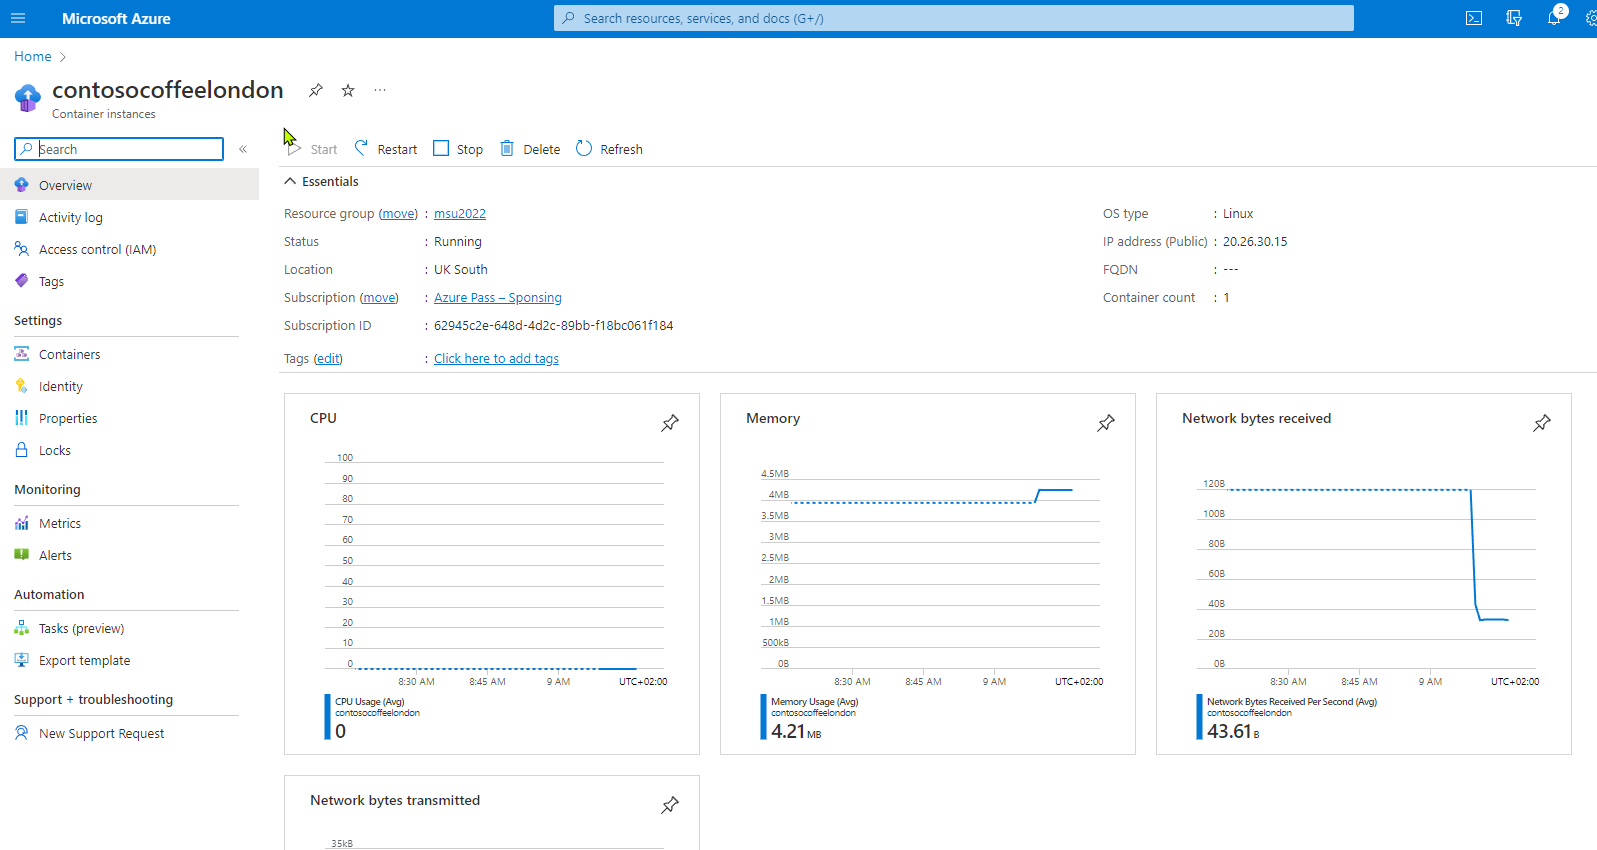 Microsoft Azure
Search resources, services, and docs (G+/)
2
Home
contosocoffeelondon
Container instances
Search
«
Start
Restart
Stop
Delete
Refresh
Overview
Activity log
Access control (IAM)
Tags
Settings
Containers
Identity
Properties
Locks
Monitoring
Metrics
Alerts
Automation
Tasks (preview)
Export template
Support + troubleshooting
New Support Request
Essentials
Resource group (move) : msu2022
Status : Running
Location : UK South
Subscription (move) : Azure Pass – Sponsing
Subscription ID : 62945c2e-648d-4d2c-89bb-f18bc061f184
Tags (edit) : Click here to add tags
OS type : Linux
IP address (Public) : 20.26.30.15
FQDN : ---
Container count : 1
CPU
100
90
80
70
60
50
40
30
20
10
0
8:30 AM 8:45 AM 9 AM UTC+02:00
CPU Usage (Avg)
contosocoffeelondon
0
Memory
4.5MB
4MB
3.5MB
3MB
2.5MB
2MB
1.5MB
1MB
500kB
0B
8:30 AM 8:45 AM 9 AM UTC+02:00
Memory Usage (Avg)
contosocoffeelondon
4.21 MB
Network bytes received
120B
100B
80B
60B
40B
20B
0B
8:30 AM 8:45 AM 9 AM UTC+02:00
Network Bytes Received Per Second (Avg)
contosocoffeelondon
43.61 B
Network bytes transmitted
35kB